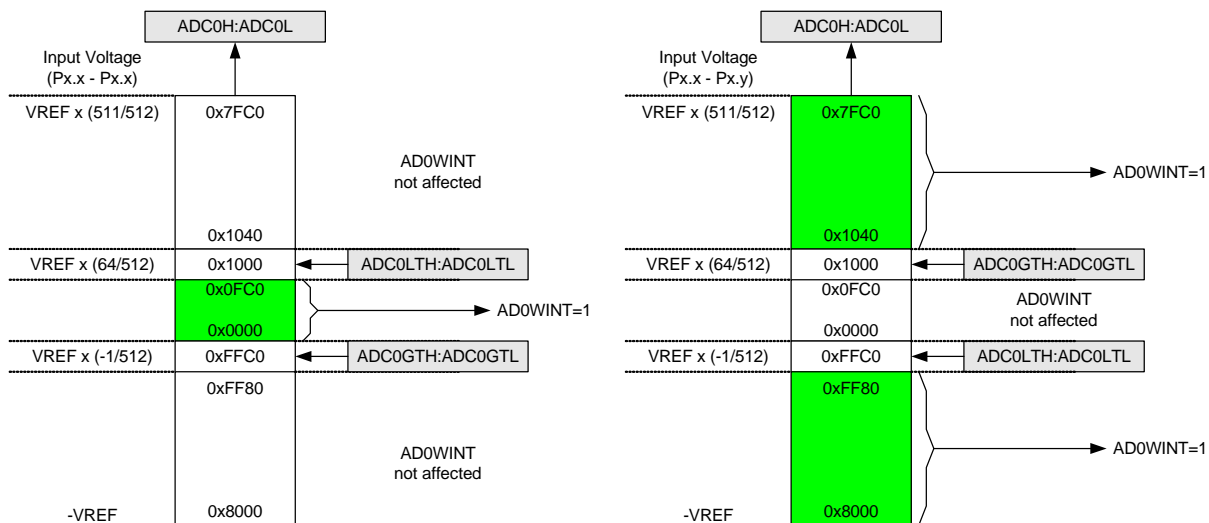 ADC0H:ADC0L
Input Voltage
(Px.x - Px.x)
VREF x (511/512)
0x7FC0
AD0WINT
not affected
0x1040
VREF x (64/512)
0x1000
ADC0LTH:ADC0LTL
0x0FC0
AD0WINT=1
0x0000
VREF x (-1/512)
0xFFC0
ADC0GTH:ADC0GTL
0xFF80
AD0WINT
not affected
-VREF
0x8000
ADC0H:ADC0L
Input Voltage
(Px.x - Px.y)
VREF x (511/512)
0x7FC0
AD0WINT=1
0x1040
VREF x (64/512)
0x1000
ADC0GTH:ADC0GTL
0x0FC0
AD0WINT
not affected
0x0000
VREF x (-1/512)
0xFFC0
ADC0LTH:ADC0LTL
0xFF80
AD0WINT=1
-VREF
0x8000